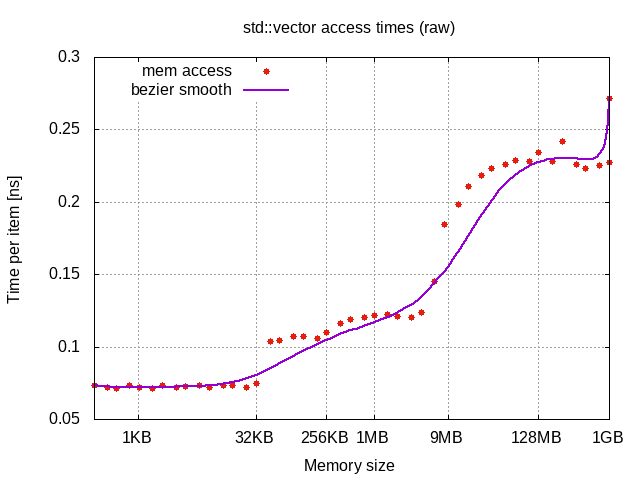 std::vector access times (raw)
mem access
bezier smooth
0.3
0.25
0.2
0.15
0.1
0.05
Time per item [ns]
1KB 32KB 256KB 1MB 9MB 128MB 1GB
Memory size